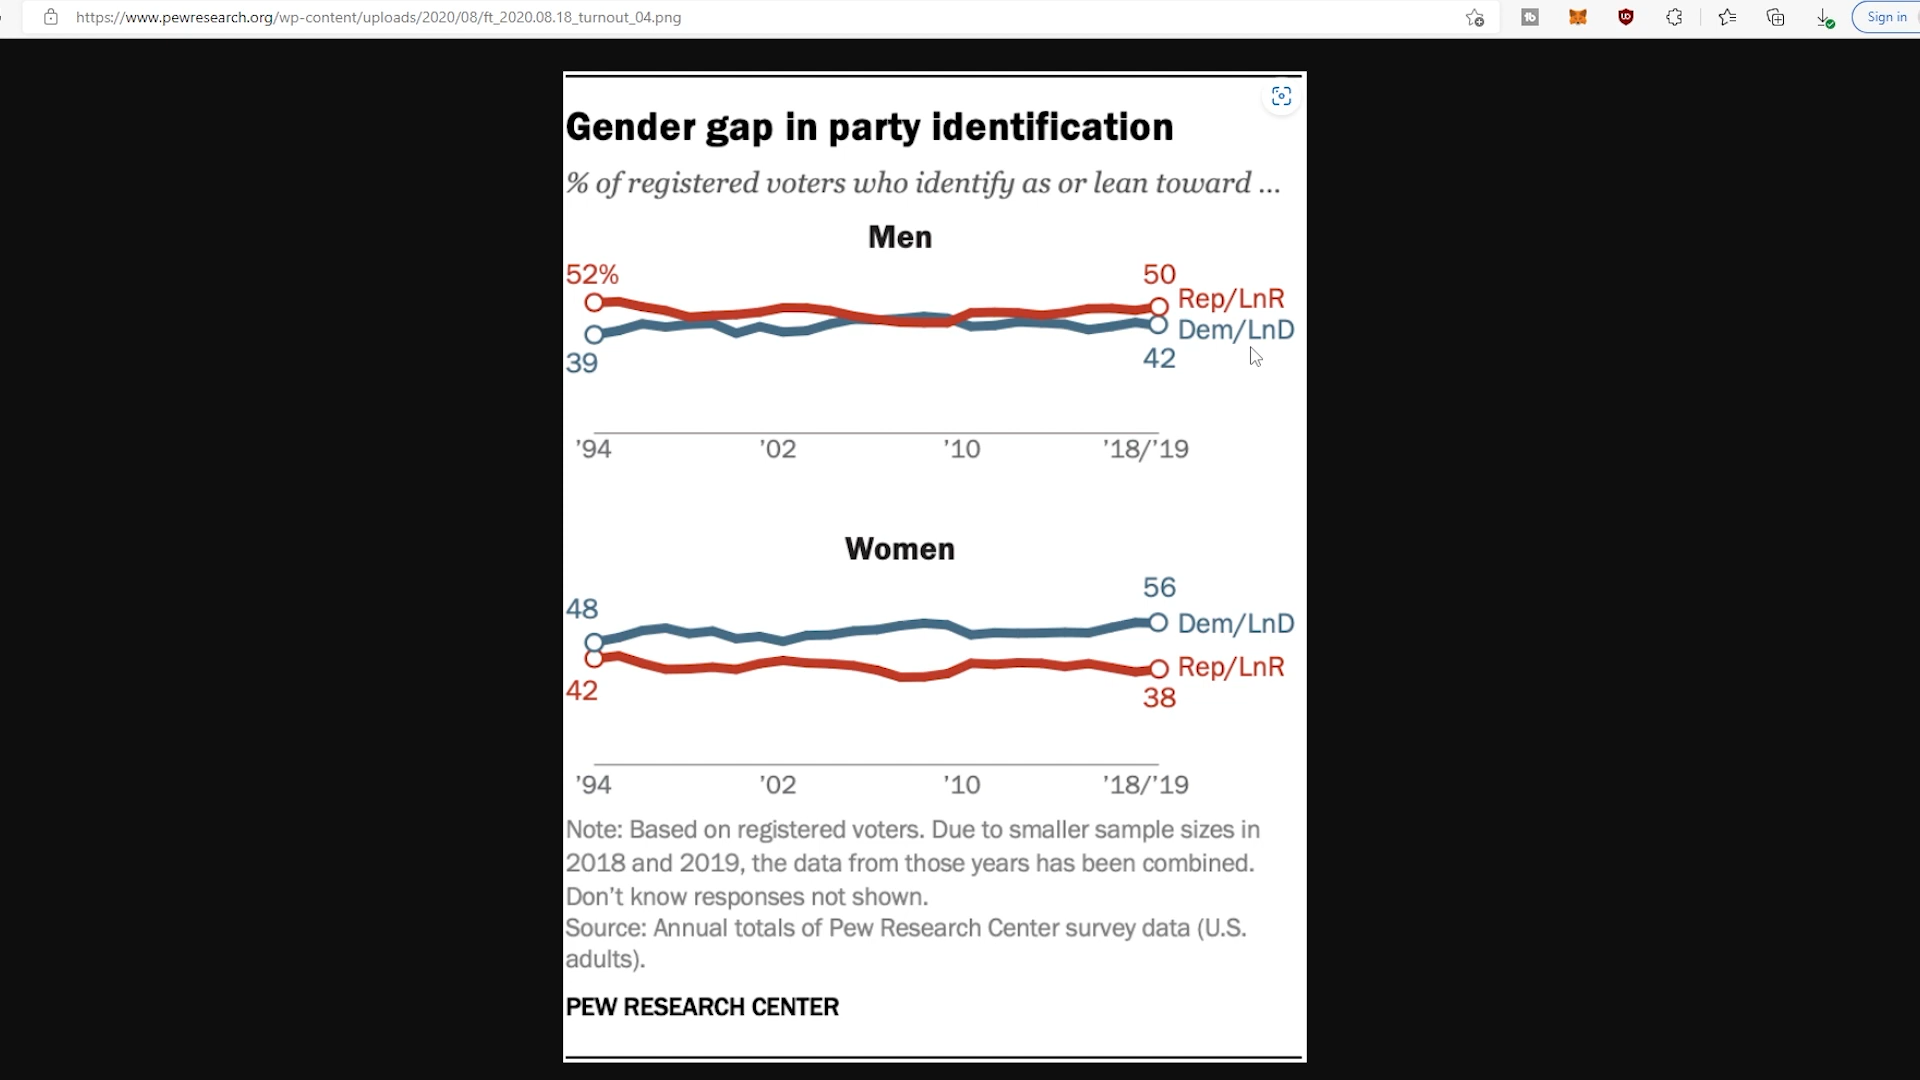 https://www.pewresearch.org/wp-content/uploads/2020/08/ft_2020.08.18_turnout_04.png
Sign in
Gender gap in party identification
% of registered voters who identify as or lean toward ...
Men
52%
50
Rep/LnR
Dem/LnD
39
42
’94 ’02 ’10 ’18/’19
Women
56
48
Dem/LnD
Rep/LnR
42
38
’94 ’02 ’10 ’18/’19
Note: Based on registered voters. Due to smaller sample sizes in
2018 and 2019, the data from those years has been combined.
Don’t know responses not shown.
Source: Annual totals of Pew Research Center survey data (U.S.
adults).
PEW RESEARCH CENTER